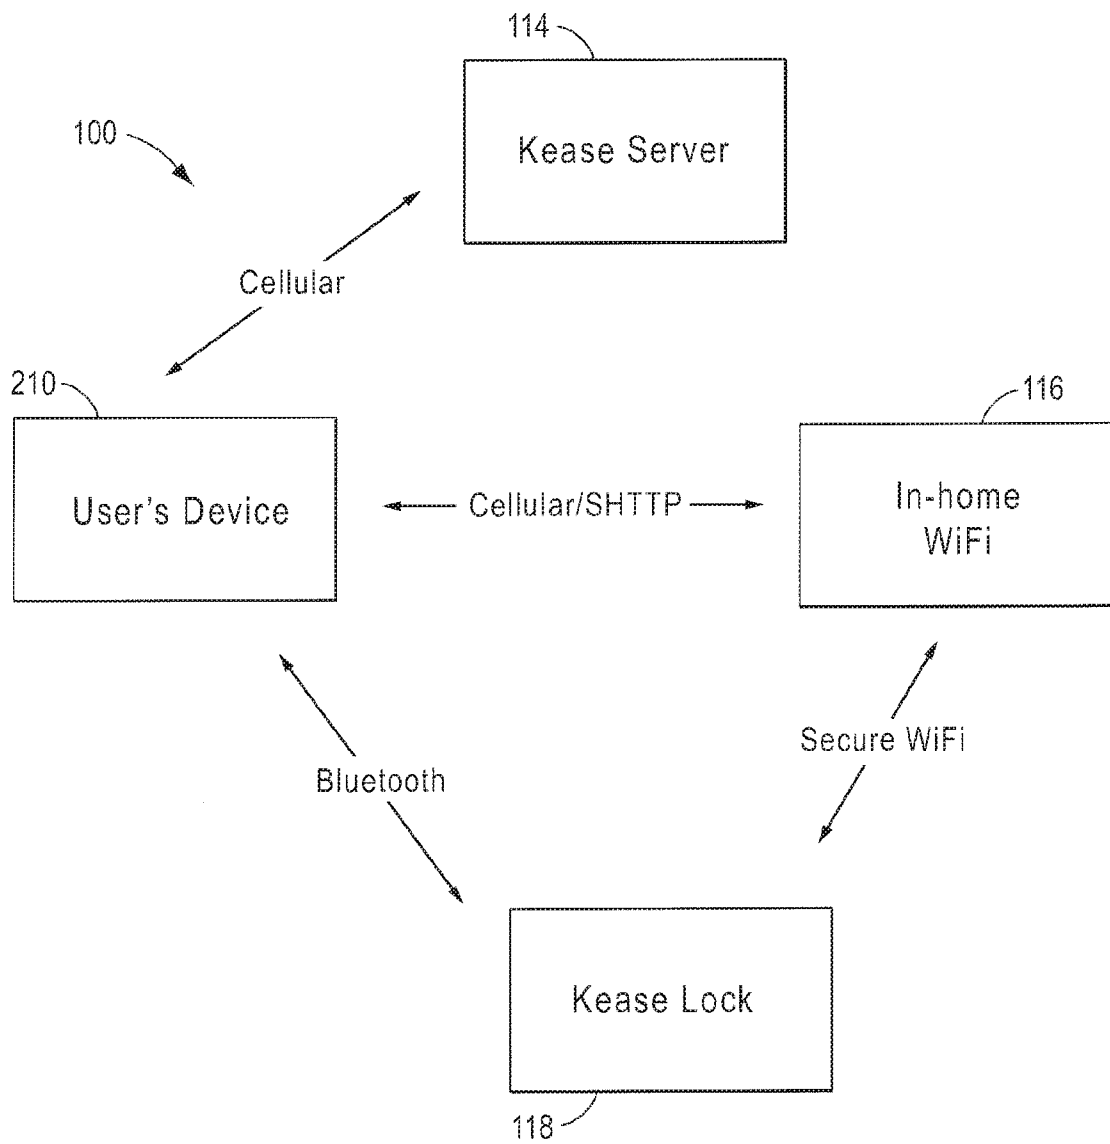 114
Kease Server
100
Cellular
210
User's Device
Cellular/SHTTP
116
In-home
WiFi
Secure WiFi
Bluetooth
Kease Lock
118